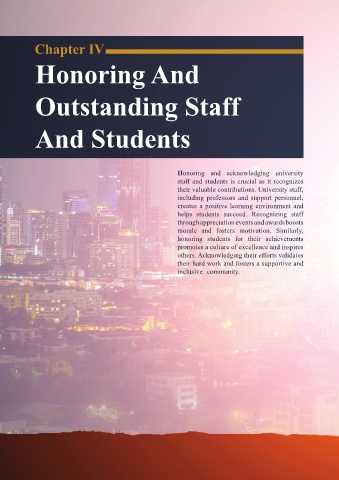 Chapter IV
Honoring And
Outstanding Staff
And Students
Honoring and acknowledging university
staff and students is crucial as it recognizes
their valuable contributions. University staff,
including professors and support personnel,
creates a positive learning environment and
helps students succeed. Recognizing staff
through appreciation events and awards boosts
morale and fosters motivation. Similarly,
honoring students for their achievements
promotes a culture of excellence and inspires
others. Acknowledging their efforts validates
their hard work and fosters a supportive and
inclusive community.